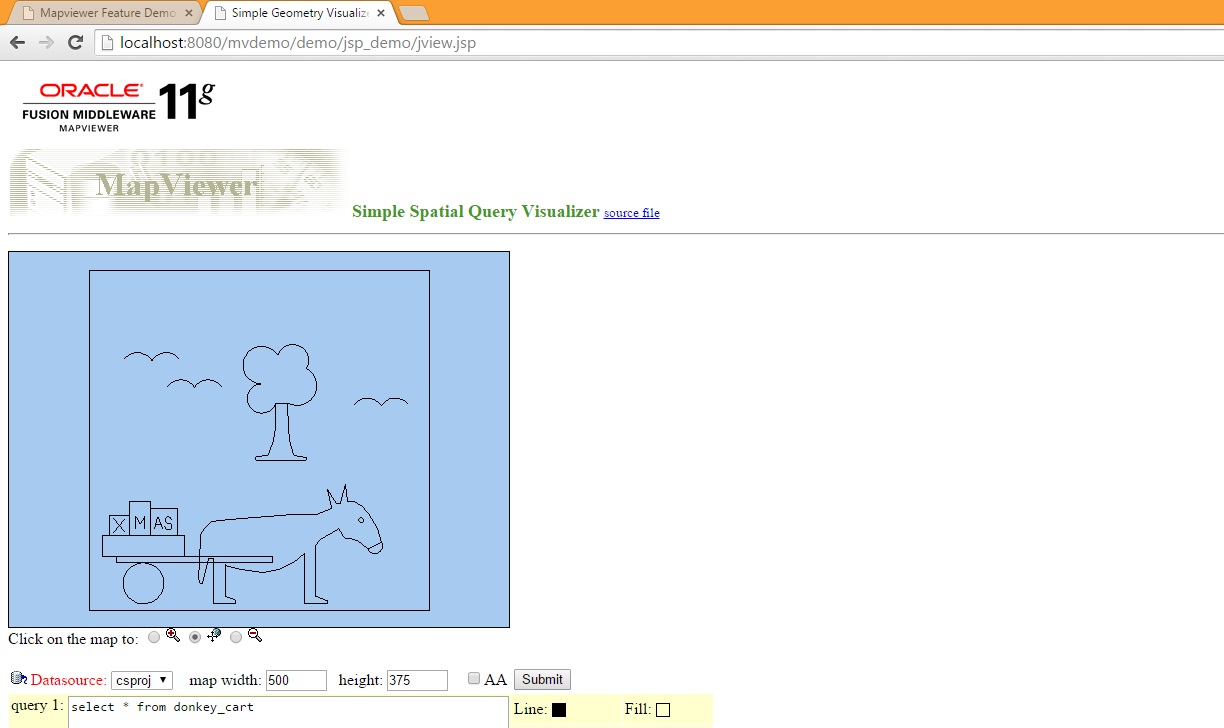 Mapviewer Feature Demo
Simple Geometry Visualiz
localhost:8080/mvdemo/demo/jsp_demo/jview.jsp
ORACLE 11g
FUSION MIDDLEWARE
MAPVIEWER
MapViewer
Simple Spatial Query Visualizer source file
X M AS
Click on the map to:
Datasource: csproj map width: 500 height: 375 AA Submit
query 1: select * from donkey_cart Line: Fill: